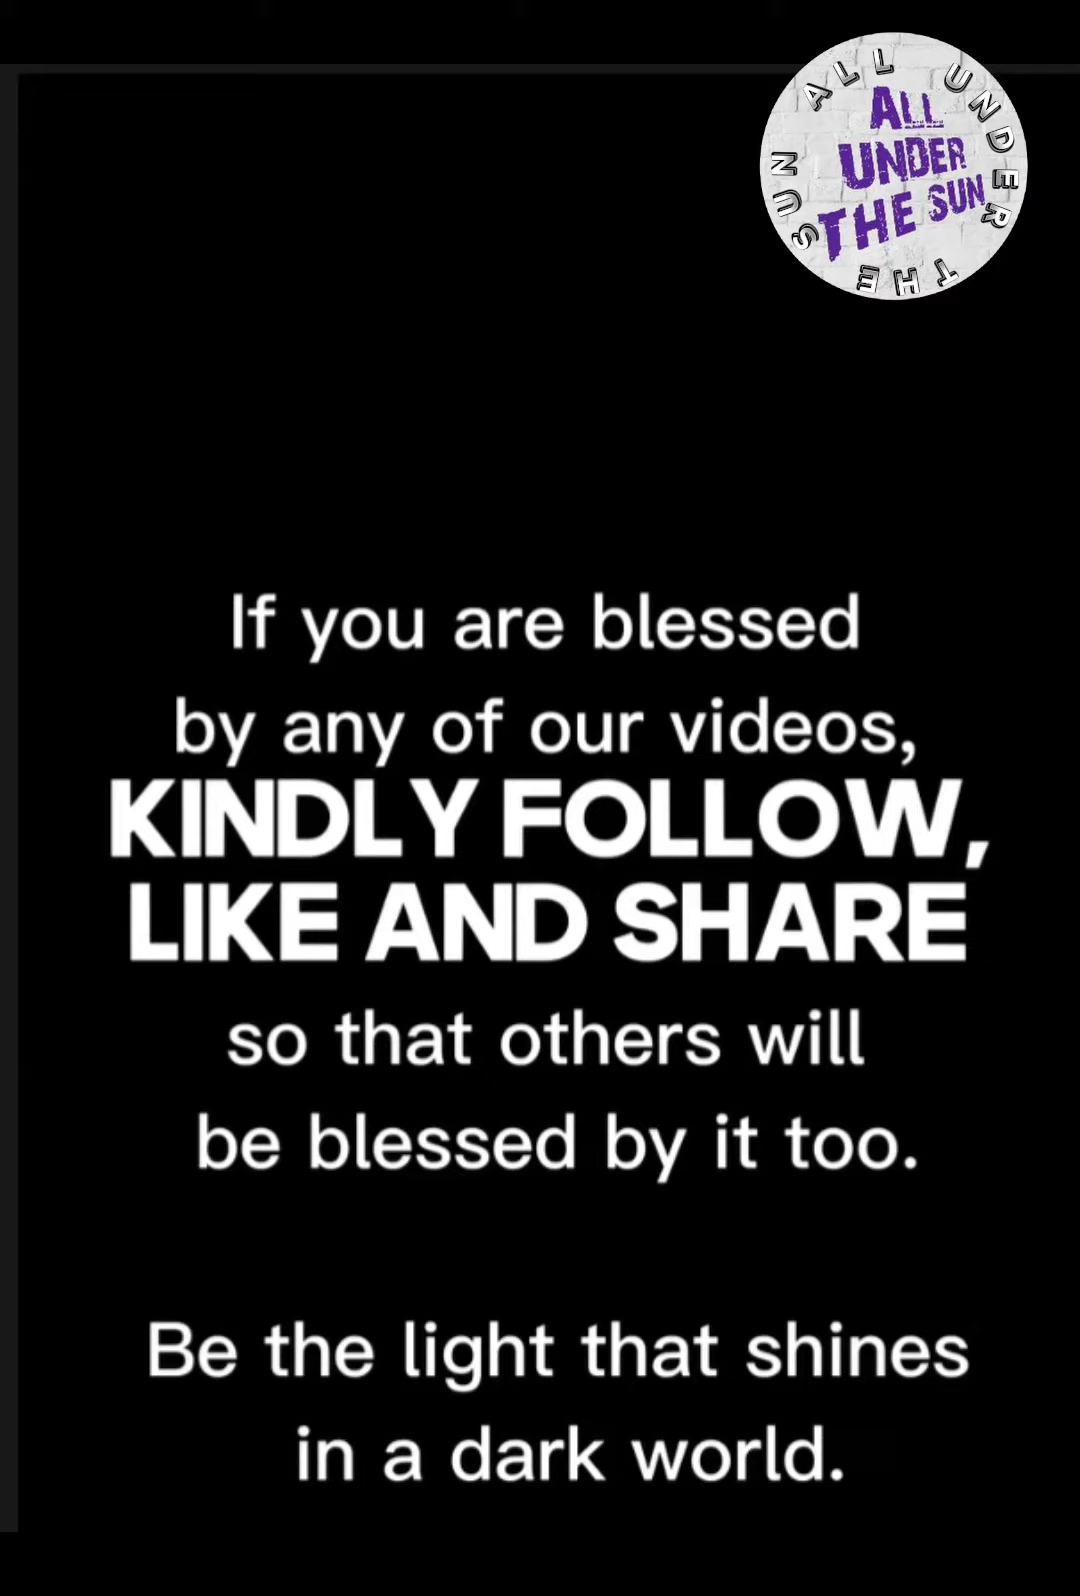 ALL UNDER THE SUN
ALL
UNDER
THE SUN
If you are blessed
by any of our videos,
KINDLY FOLLOW,
LIKE AND SHARE
so that others will
be blessed by it too.
Be the light that shines
in a dark world.